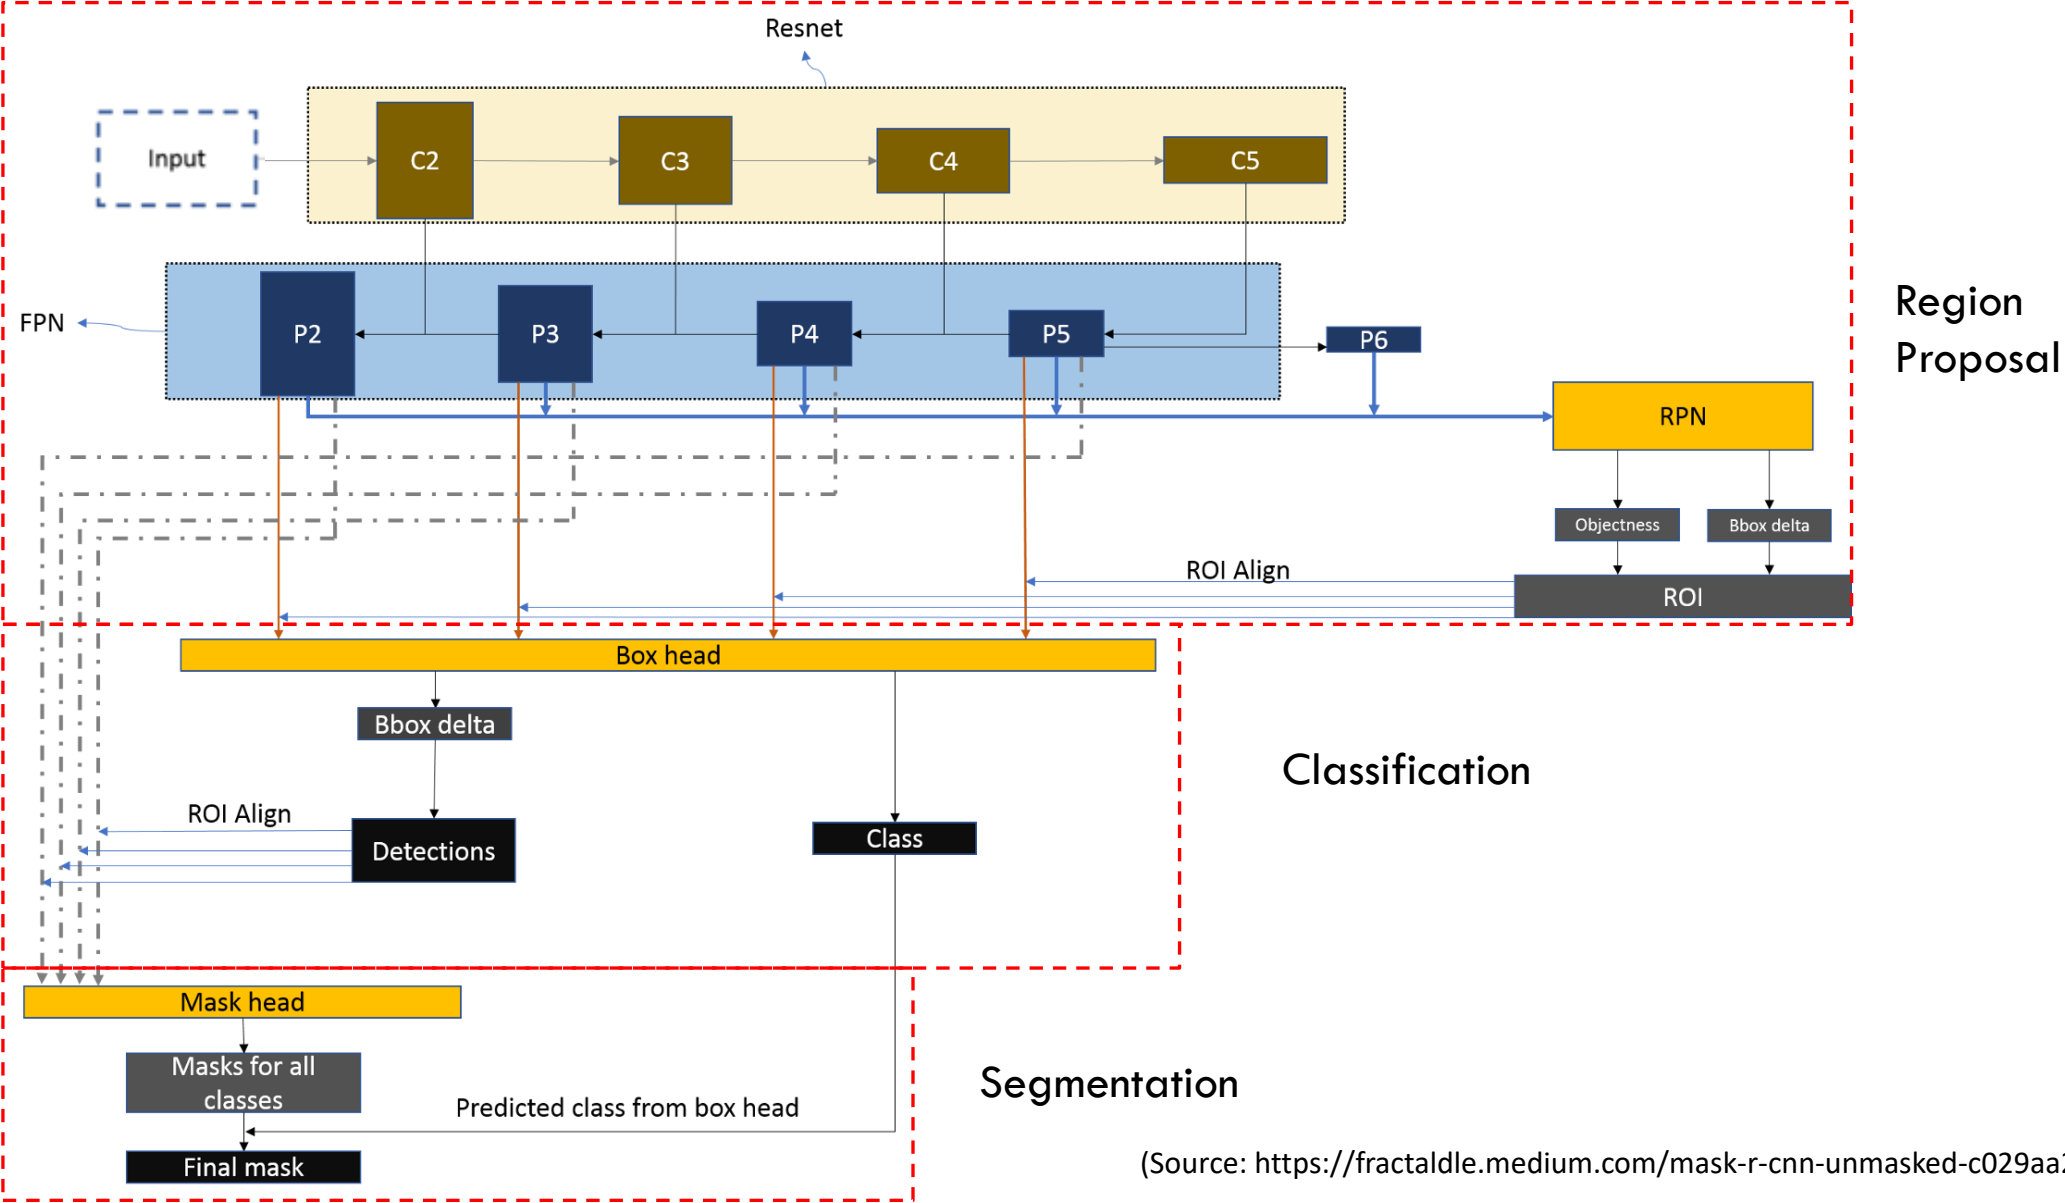 Resnet
Input
C2
C3
C4
C5
FPN
P2
P3
P4
P5
P6
Region
Proposal
RPN
Objectness
Bbox delta
ROI Align
ROI
Box head
Bbox delta
Classification
ROI Align
Detections
Class
Mask head
Masks for all
classes
Segmentation
Predicted class from box head
Final mask
(Source: https://fractaldle.medium.com/mask-r-cnn-unmasked-c029aa2